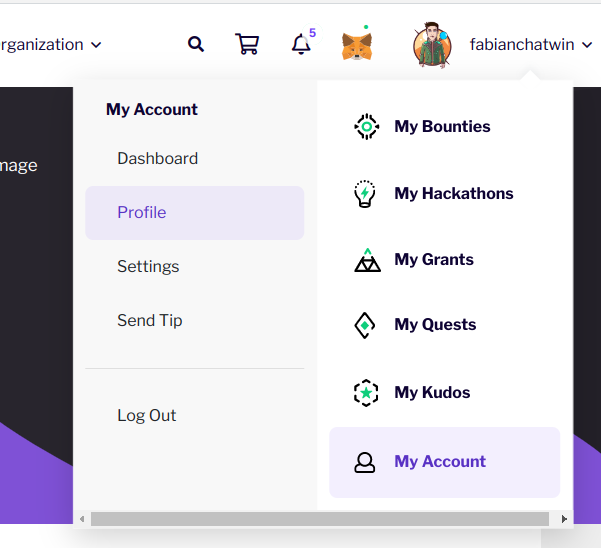 rganization
5
fabianchatwin
mage
My Account
Dashboard
Profile
Settings
Send Tip
Log Out
My Bounties
My Hackathons
My Grants
My Quests
My Kudos
My Account